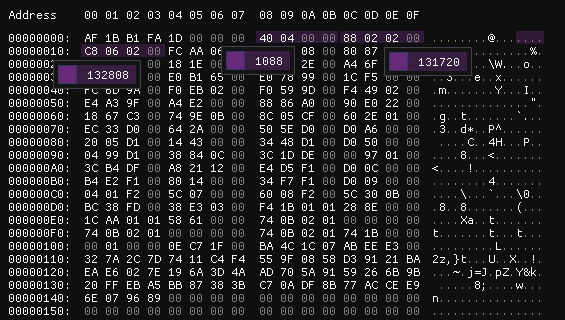 Address 00 01 02 03 04 05 06 07 08 09 0A 0B 0C 0D 0E 0F
00000000: AF 1B B1 FA 1D 00 00 00 40 04 00 00 88 02 02 00 ........@.......
00000010: C8 06 02 00 FC AA 06 08 00 80 87
132808
1088
131720
18 1E 2E 00 A4 6F
E0 B1 65 E0 78 99 00 1C F5 00 00
FC 6D 9A 00 F0 EB 02 00 F0 59 9D 00 F4 49 02 00 .m.......Y...I..
00000050: E4 A3 9F 00 A4 E2 00 00 88 86 A0 00 90 E0 22 00 ..............".
00000060: 18 67 C3 00 74 9E 0B 00 8C 05 CF 00 60 2E 01 00 .g..t.......`...
00000070: EC 33 D0 00 64 2A 00 00 50 5E D0 00 D0 A6 00 00 .3..d*..P^......
00000080: 20 05 D1 00 14 43 00 00 34 48 D1 00 D0 50 00 00 .....C..4H...P..
00000090: 04 99 D1 00 38 84 0C 00 3C 1D DE 00 00 97 01 00 ....8...<.......
000000A0: 3C B4 DF 00 A8 21 12 00 E4 D5 F1 00 D0 0C 00 00 <....!..........
000000B0: B4 E2 F1 00 80 14 00 00 34 F7 F1 00 D0 09 00 00 ........4.......
000000C0: 04 01 F2 00 5C 07 00 00 60 08 F2 00 5C 30 0B 00 ....\...`...\0..
000000D0: BC 38 FD 00 38 E3 03 00 F4 1B 01 01 28 8E 00 00 .8..8.......(...
000000E0: 1C AA 01 01 58 61 00 00 74 0B 02 01 00 00 00 00 ....Xa..t.......
000000F0: 74 0B 02 01 00 00 00 00 74 0B 02 01 74 1B 00 00 t.......t...t...
00000100: 00 01 00 00 0E C7 1F 00 BA 4C 1C 07 AB EE E3 00 .........L......
00000110: 32 7A 2C 7D 74 11 C4 F4 55 9F 08 58 D3 91 21 BA 2z,}t...U..X..!.
00000120: EA E6 02 7E 19 6A 3D 4A AD 70 5A 91 59 26 6B 9B ...~.j=J.pZ.Y&k.
00000130: 20 FF EB A5 BB 87 38 3B C7 0A DF 8B 77 AC CE E9 ......8;....w...
00000140: 6E 07 96 89 00 00 00 00 00 00 00 00 00 00 00 00 n...............
00000150: 00 00 00 00 00 00 00 00 00 00 00 00 00 00 00 00 ................